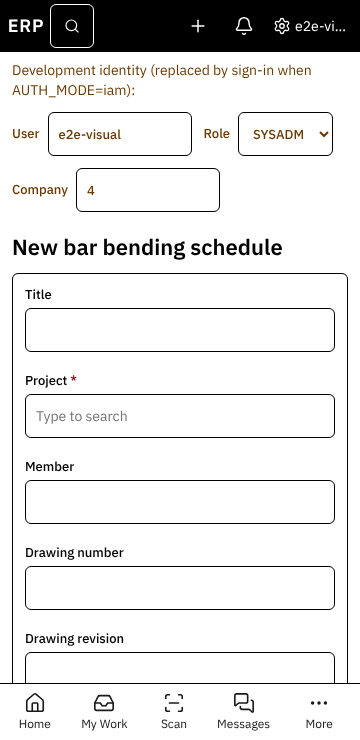 ERP
e2e-vi...
Development identity (replaced by sign-in when
AUTH_MODE=iam):
User e2e-visual Role SYSADM
Company 4
New bar bending schedule
Title
Project *
Type to search
Member
Drawing number
Drawing revision
Home My Work Scan Messages More